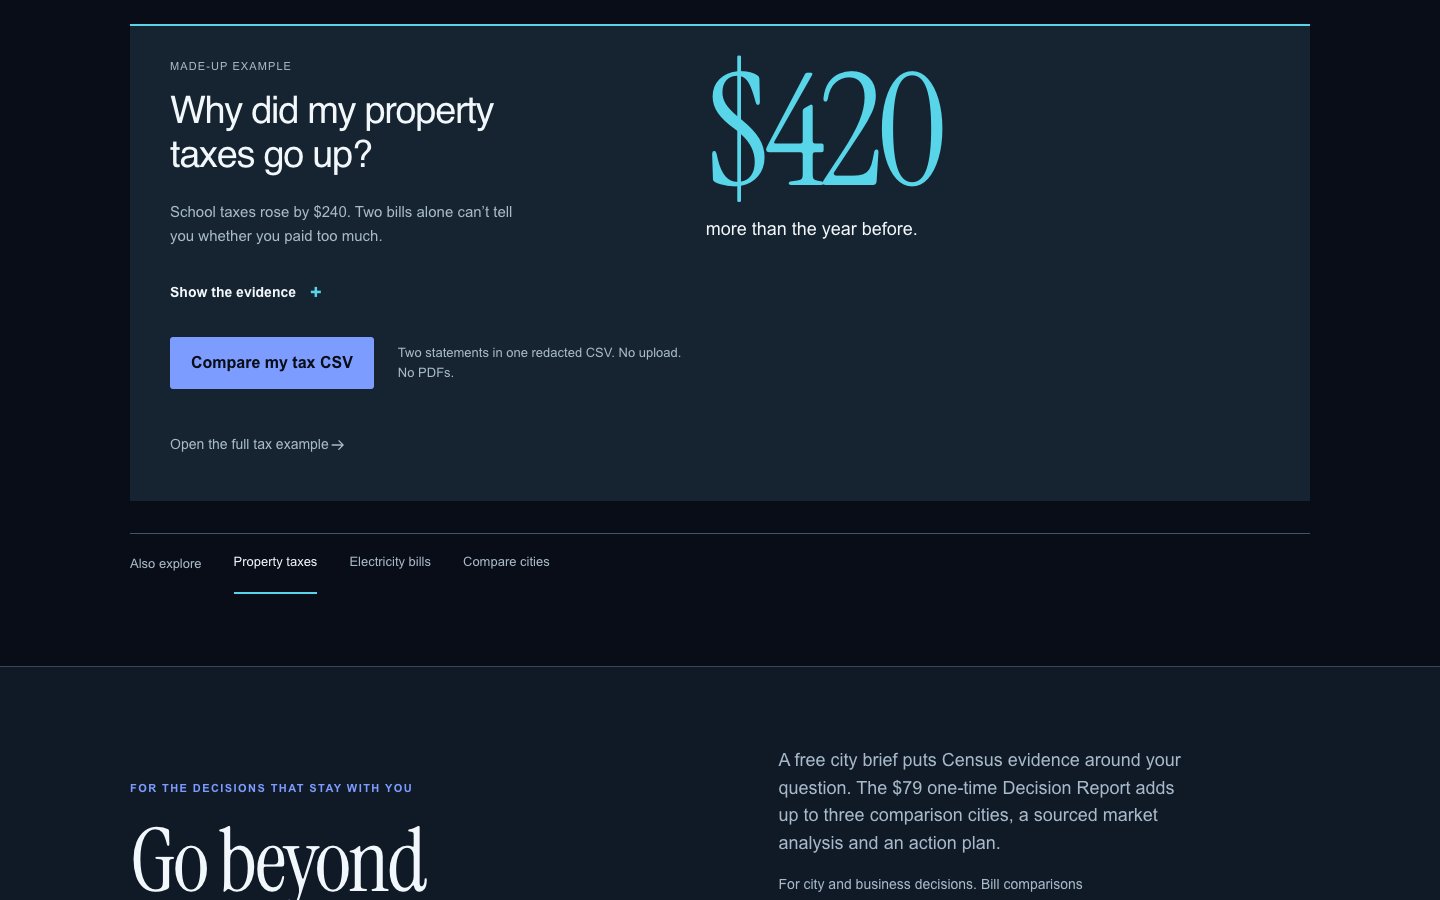 MADE-UP EXAMPLE
Why did my property
taxes go up?
School taxes rose by $240. Two bills alone can’t tell
you whether you paid too much.
Show the evidence +
Compare my tax CSV
Two statements in one redacted CSV. No upload.
No PDFs.
Open the full tax example→
$420
more than the year before.
Also explore
Property taxes
Electricity bills
Compare cities
FOR THE DECISIONS THAT STAY WITH YOU
Go beyond
A free city brief puts Census evidence around your
question. The $79 one-time Decision Report adds
up to three comparison cities, a sourced market
analysis and an action plan.
For city and business decisions. Bill comparisons